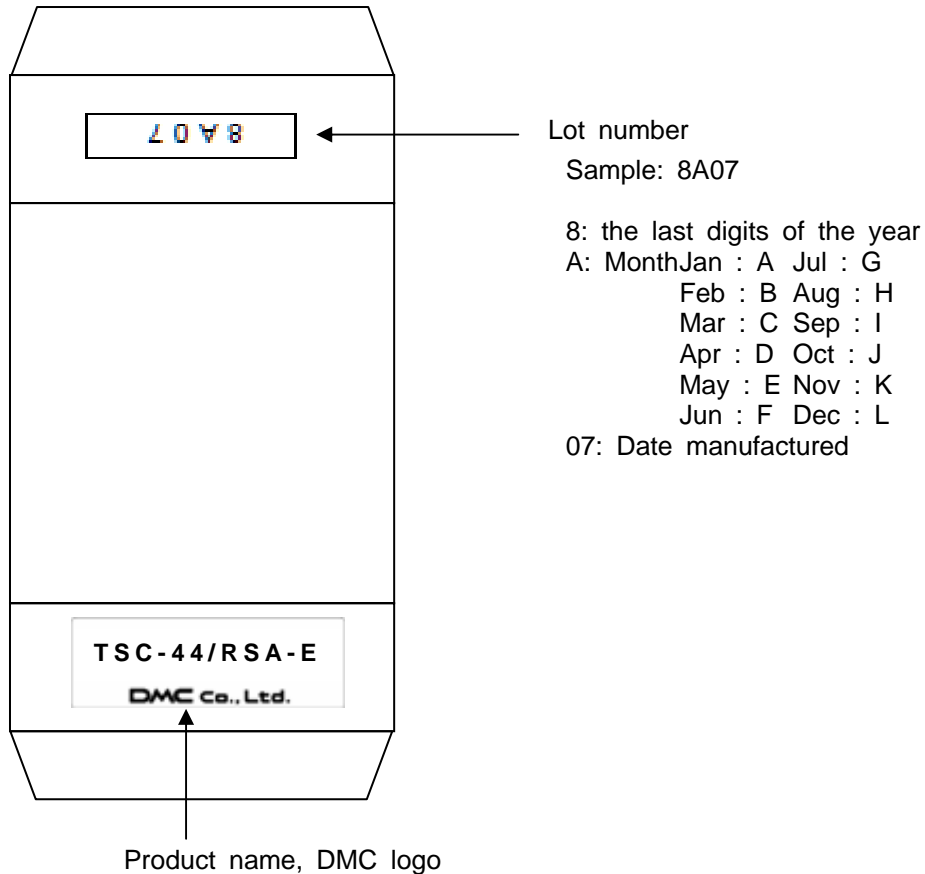 8A07
Lot number
Sample: 8A07
8: the last digits of the year
A: MonthJan : A Jul : G
Feb : B Aug : H
Mar : C Sep : I
Apr : D Oct : J
May : E Nov : K
Jun : F Dec : L
07: Date manufactured
TSC-44/RSA-E
DMC Co., Ltd.
Product name, DMC logo